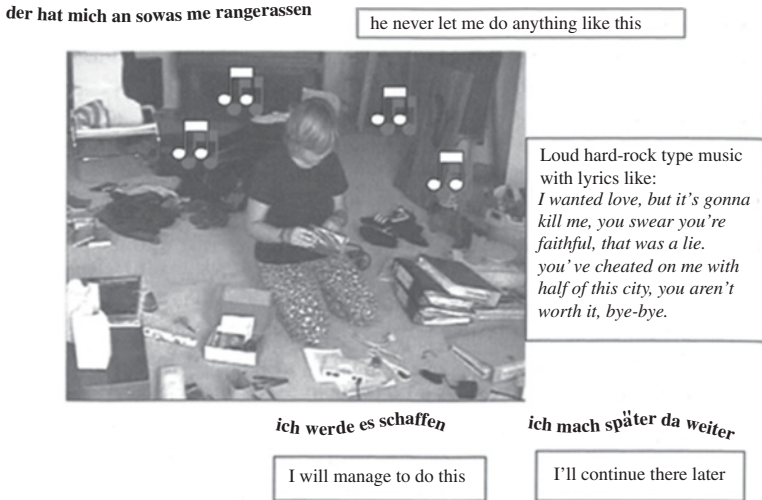 der hat mich an sowas me rangerassen
he never let me do anything like this
Loud hard-rock type music
with lyrics like:
I wanted love, but it's gonna
kill me, you swear you're
faithful, that was a lie.
you've cheated on me with
half of this city, you aren't
worth it, bye-bye.
ich werde es schaffen
ich mach später da weiter
I will manage to do this
I'll continue there later